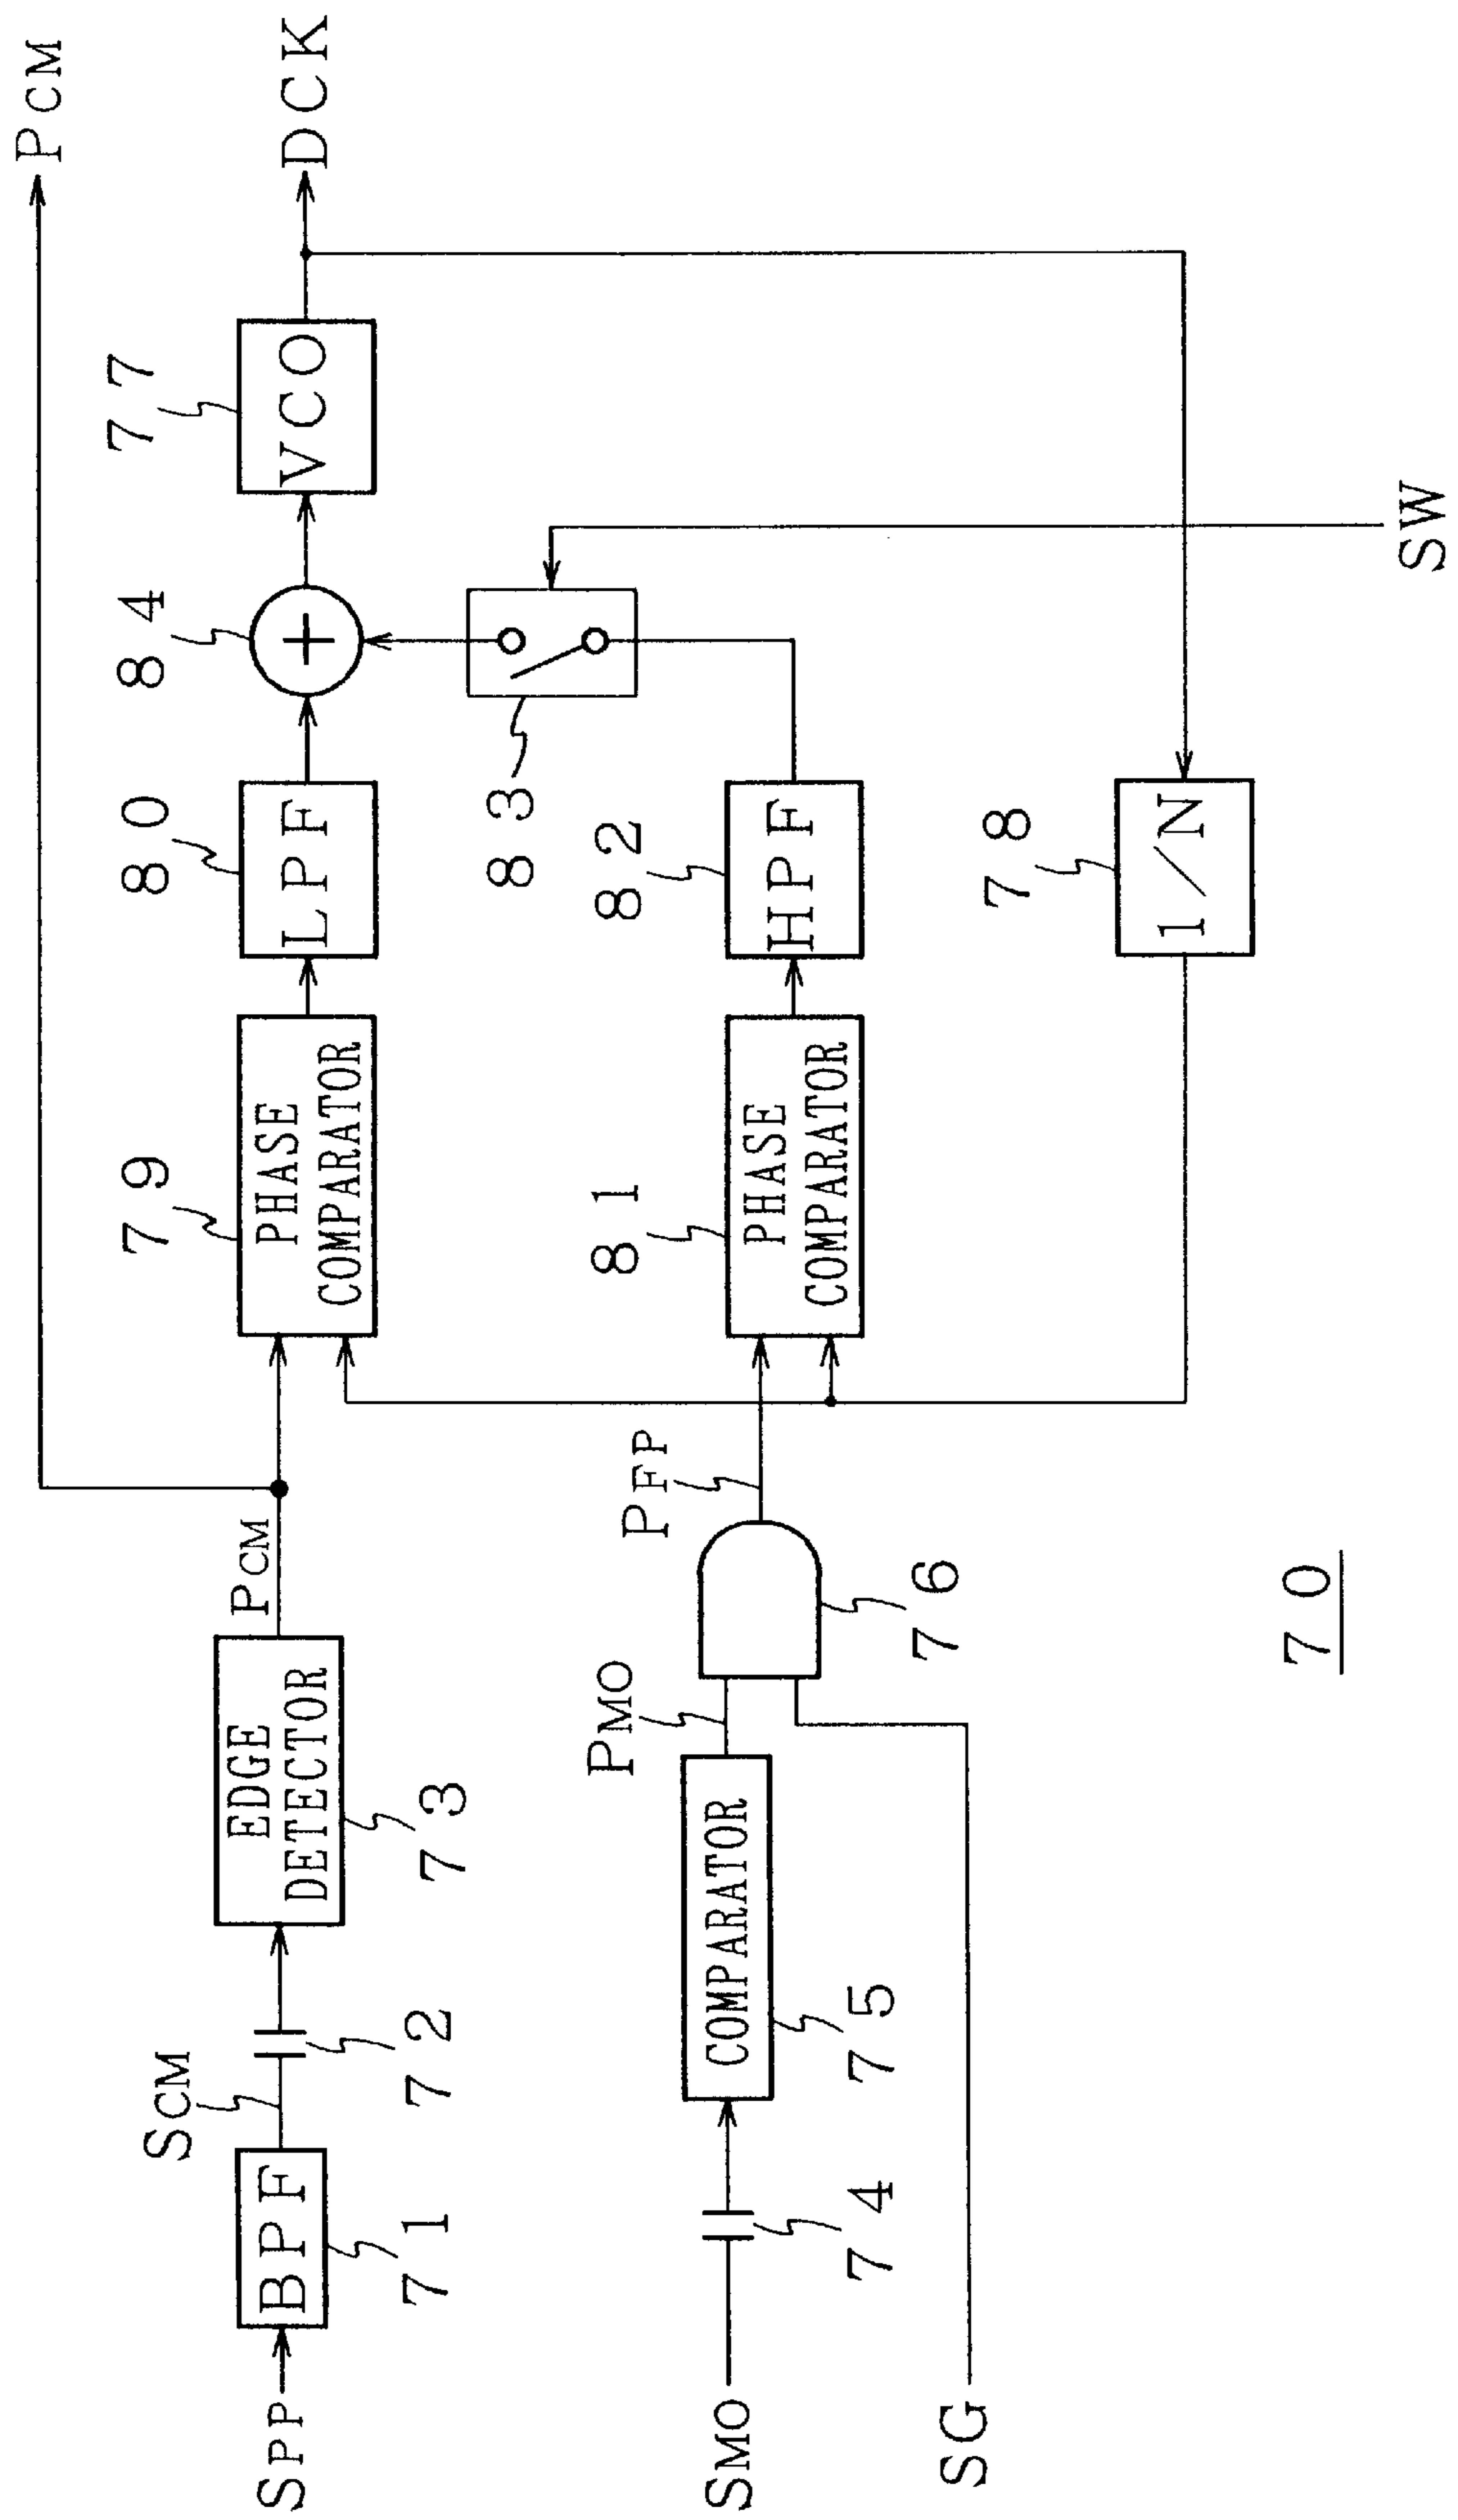 PCM
SPP
BPF
71
SCM
72
EDGE
DETECTOR
73
PCM
79
PHASE
COMPARATOR
80
LPF
84
+
77
VCO
DCK
83
SMO
74
COMPARATOR
75
PMO
76
PFP
81
PHASE
COMPARATOR
82
HPF
SG
78
1/N
SW
70